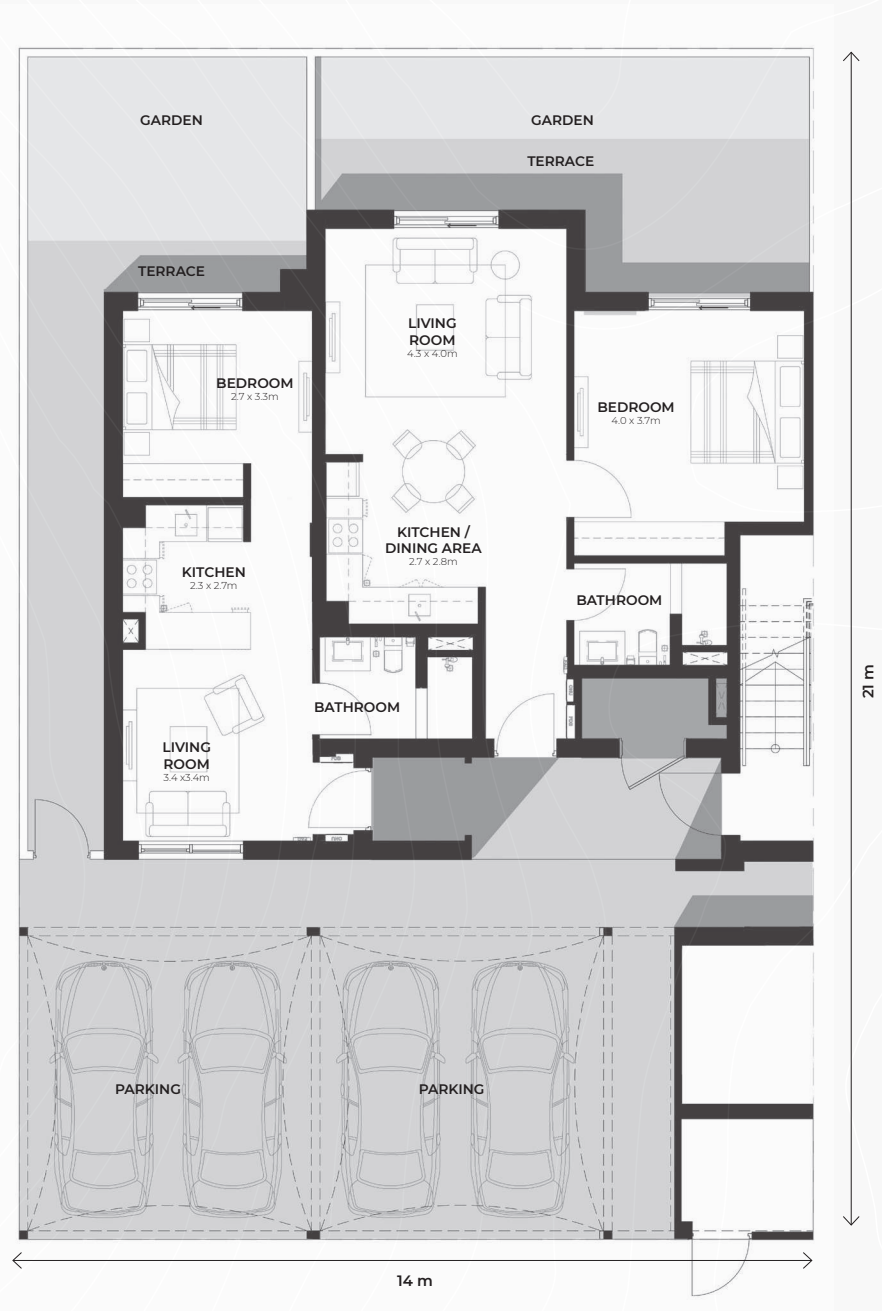 GARDEN
GARDEN
TERRACE
TERRACE
LIVING
ROOM
4.3 x 4.0m
BEDROOM
2.7 x 3.3m
BEDROOM
4.0 x 3.7m
KITCHEN /
DINING AREA
2.7 x 2.8m
KITCHEN
2.3 x 2.7m
BATHROOM
BATHROOM
LIVING
ROOM
3.4 x3.4m
21 m
PARKING
PARKING
14 m